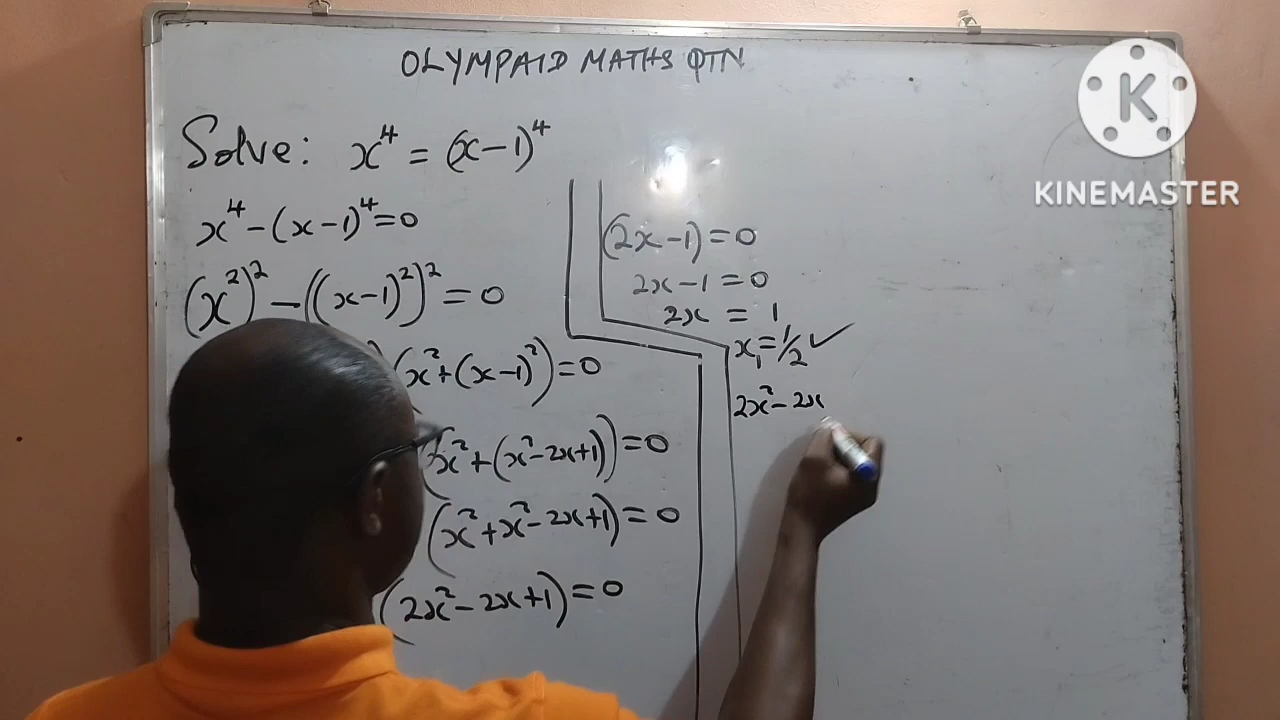 OLYMPAID MATHS QTN
Solve: x⁴ = (x-1)⁴
x⁴-(x-1)⁴=0
(x²)²-((x-1)²)²=0
)(x²+(x-1)²)=0
(x²+(x²-2x+1))=0
(x²+x²-2x+1)=0
(2x²-2x+1)=0
(2x-1)=0
2x-1=0
2x = 1
x₁=1/2 ✓
2x²-2x
K
KINEMASTER